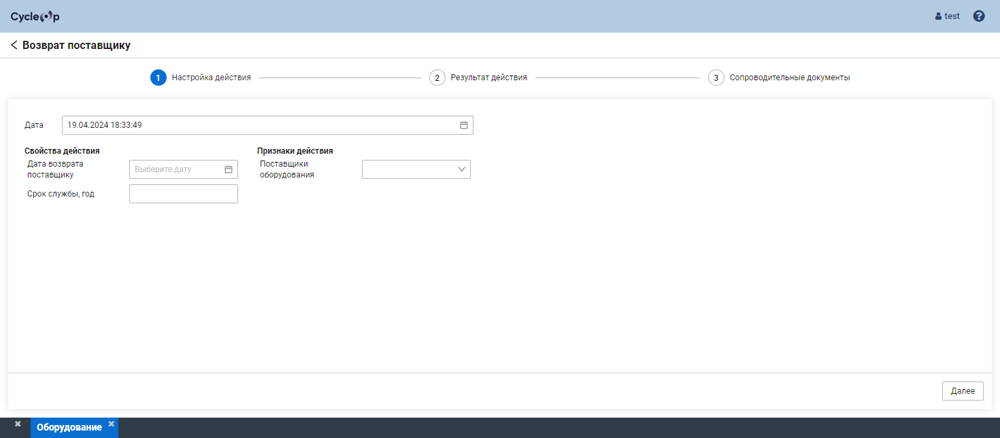 CycleOp
test
?
Возврат поставщику
1 Настройка действия
2 Результат действия
3 Сопроводительные документы
Дата
19.04.2024 18:33:49
Свойства действия
Признаки действия
Дата возврата
поставщику
Выберите дату
Поставщики
оборудования
Срок службы, год
Далее
Оборудование